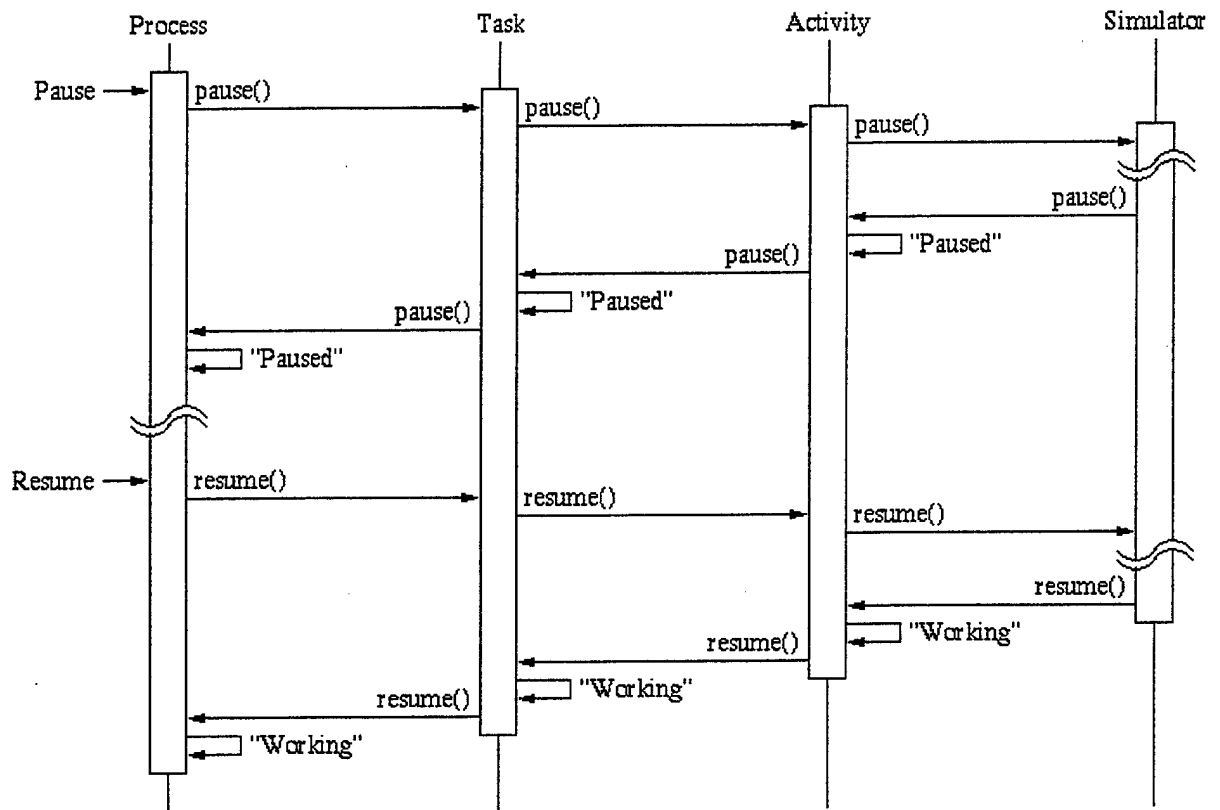 Process
Task
Activity
Simulator
Pause
pause()
pause()
pause()
pause()
"Paused"
pause()
"Paused"
pause()
"Paused"
Resume
resume()
resume()
resume()
resume()
"Working"
resume()
"Working"
resume()
"Working"